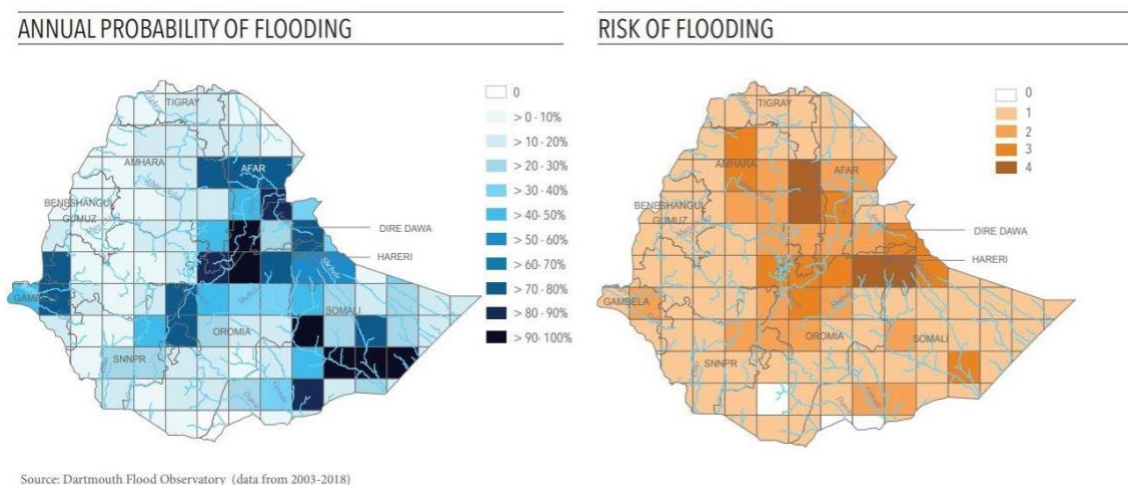 ANNUAL PROBABILITY OF FLOODING
TIGRAY
AMHARA
AFAR
BENESHANGUL
GUMUZ
DIRE DAWA
HARERI
Shebele
GAMBELA
SOMALI
OROMIA
SNNPR
0
> 0 - 10%
> 10 - 20%
> 20 - 30%
> 30 - 40%
> 40 - 50%
> 50 - 60%
> 60 - 70%
> 70 - 80%
> 80 - 90%
> 90 - 100%
RISK OF FLOODING
TIGRAY
AMHARA
AFAR
BENESHANGUL
GUMUZ
DIRE DAWA
HARERI
GAMBELA
OROMIA
SOMALI
SNNPR
0
1
2
3
4
Source: Dartmouth Flood Observatory (data from 2003-2018)